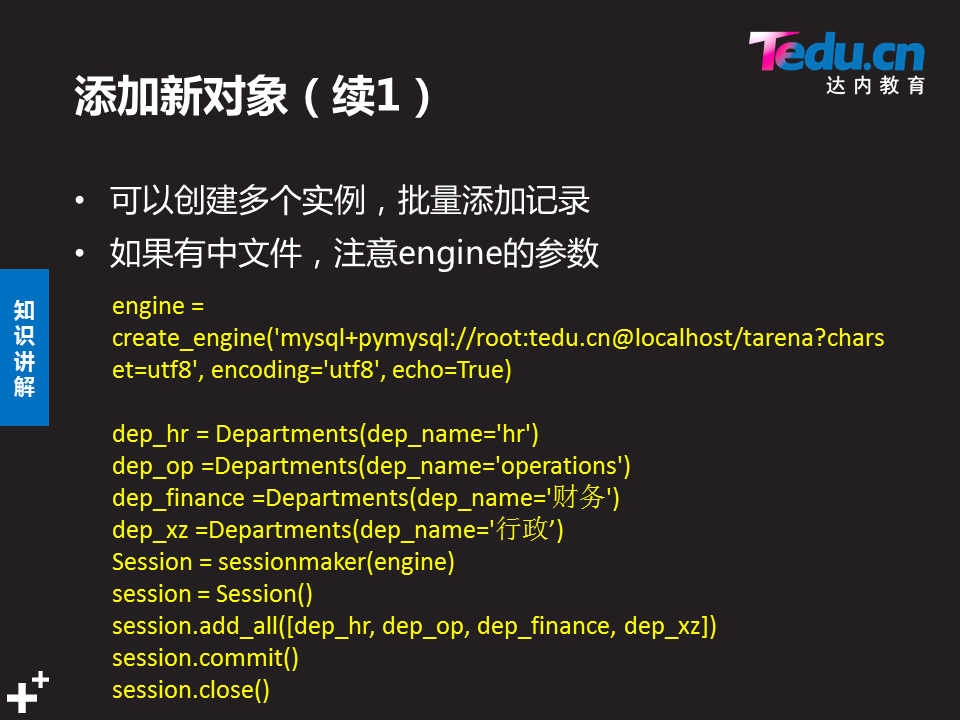 Tedu.cn
达内教育
添加新对象（续1）
• 可以创建多个实例，批量添加记录
• 如果有中文件，注意engine的参数
知
识
讲
解
engine =
create_engine('mysql+pymysql://root:tedu.cn@localhost/tarena?chars
et=utf8', encoding='utf8', echo=True)
dep_hr = Departments(dep_name='hr')
dep_op =Departments(dep_name='operations')
dep_finance =Departments(dep_name='财务')
dep_xz =Departments(dep_name='行政’)
Session = sessionmaker(engine)
session = Session()
session.add_all([dep_hr, dep_op, dep_finance, dep_xz])
session.commit()
session.close()